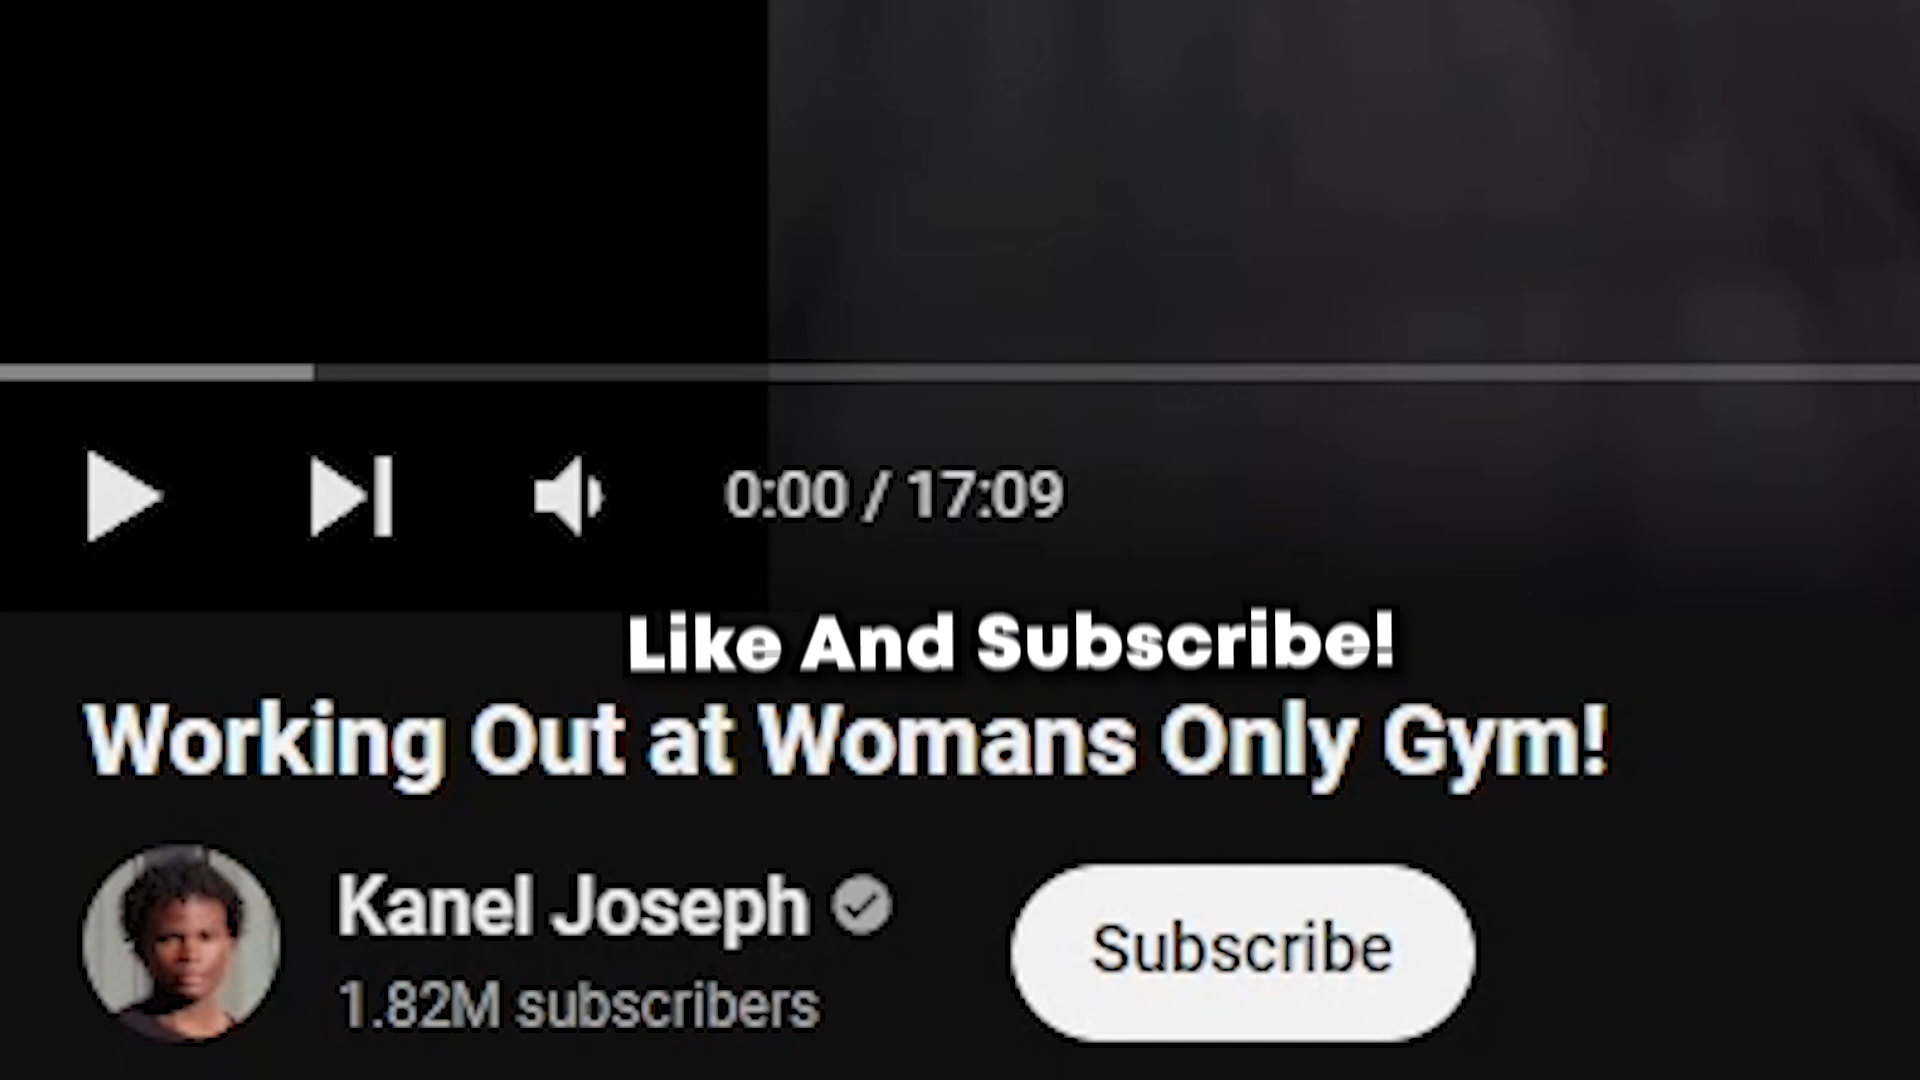 0:00 / 17:09
Like And Subscribe!
Working Out at Womans Only Gym!
Kanel Joseph
1.82M subscribers
Subscribe